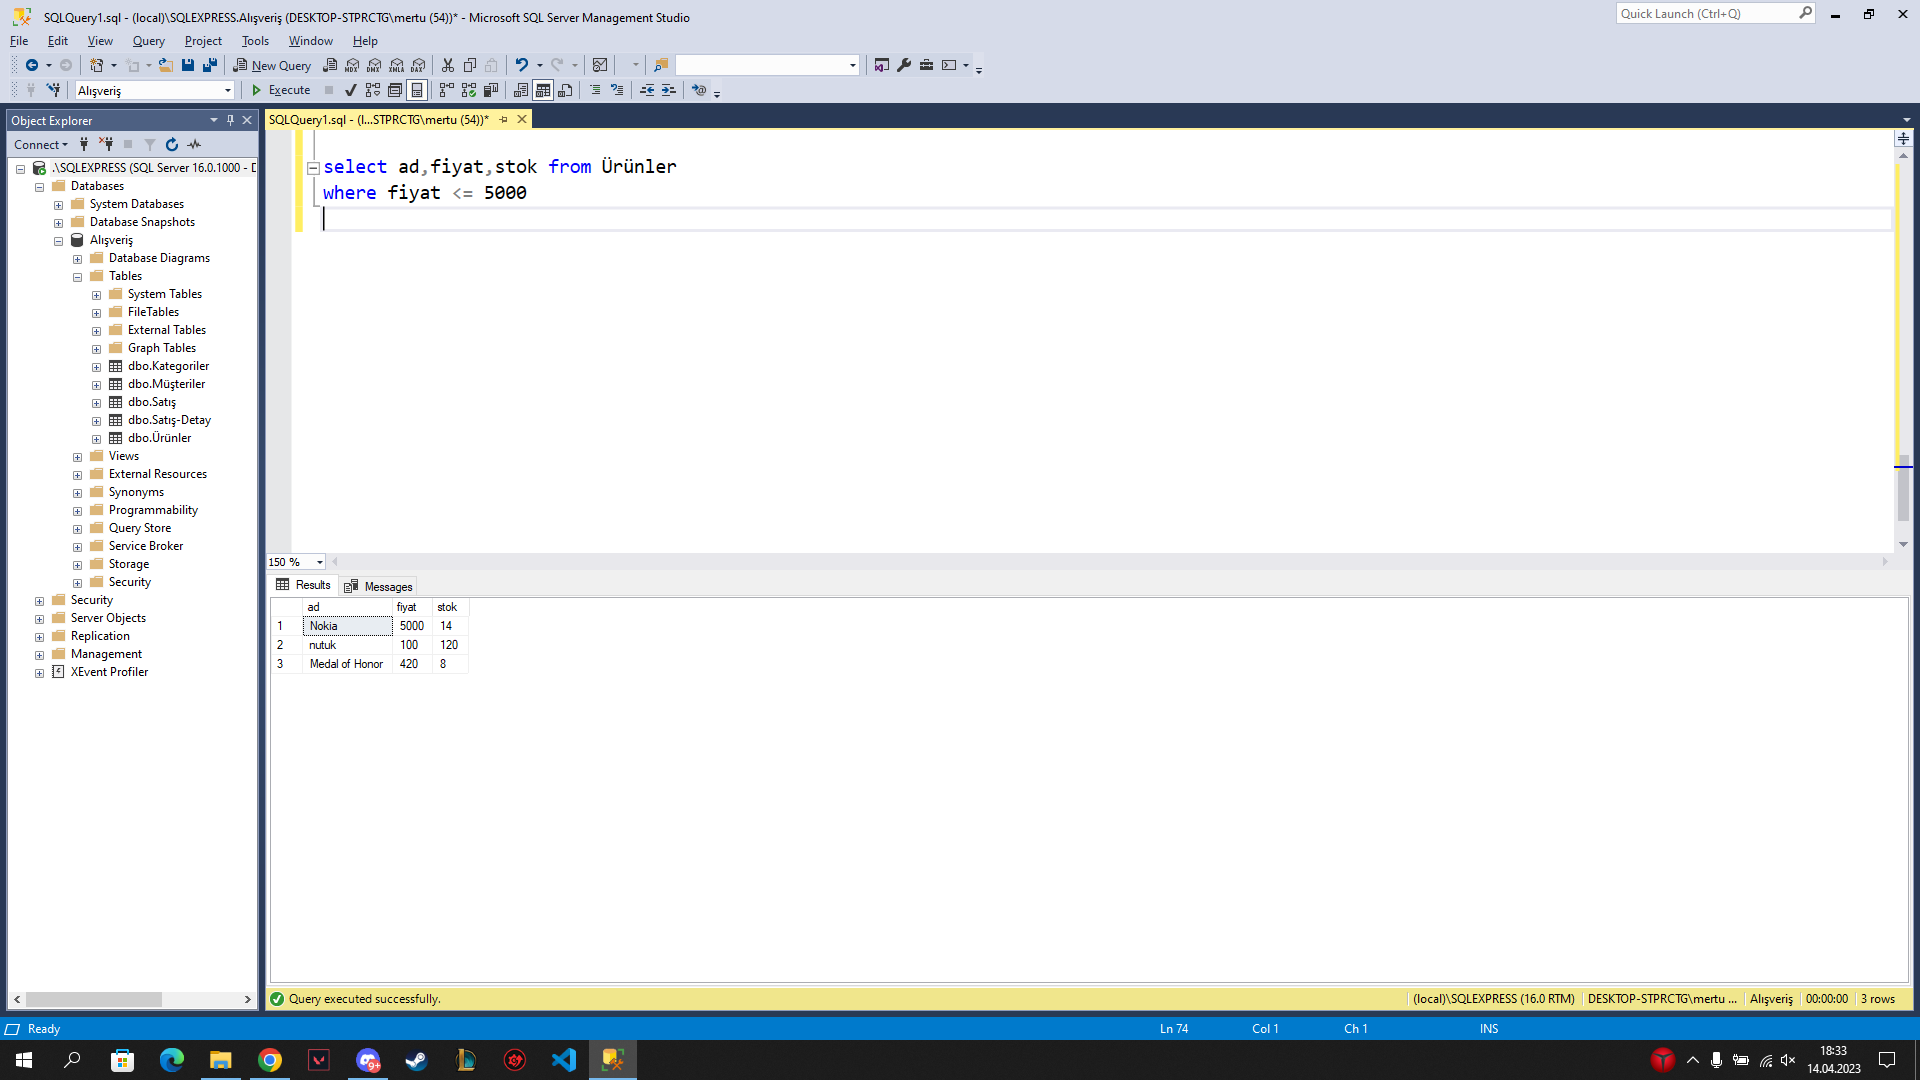 SQLQuery1.sql - (local)\SQLEXPRESS.Alışveriş (DESKTOP-STPRCTG\mertu (54))* - Microsoft SQL Server Management Studio
Quick Launch (Ctrl+Q)
File Edit View Query Project Tools Window Help
New Query
MDX DMX XMLA DAX
Alışveriş
Execute
Object Explorer
SQLQuery1.sql - (l...STPRCTG\mertu (54))*
Connect
.\SQLEXPRESS (SQL Server 16.0.1000 - D
Databases
System Databases
Database Snapshots
Alışveriş
Database Diagrams
Tables
System Tables
FileTables
External Tables
Graph Tables
dbo.Kategoriler
dbo.Müşteriler
dbo.Satış
dbo.Satış-Detay
dbo.Ürünler
Views
External Resources
Synonyms
Programmability
Query Store
Service Broker
Storage
Security
Security
Server Objects
Replication
Management
XEvent Profiler
select ad,fiyat,stok from Ürünler
where fiyat <= 5000
150 %
Results Messages
ad fiyat stok
1 Nokia 5000 14
2 nutuk 100 120
3 Medal of Honor 420 8
Query executed successfully.
(local)\SQLEXPRESS (16.0 RTM) DESKTOP-STPRCTG\mertu ... Alışveriş 00:00:00 3 rows
Ready
Ln 74 Col 1 Ch 1 INS
9+
18:33
14.04.2023